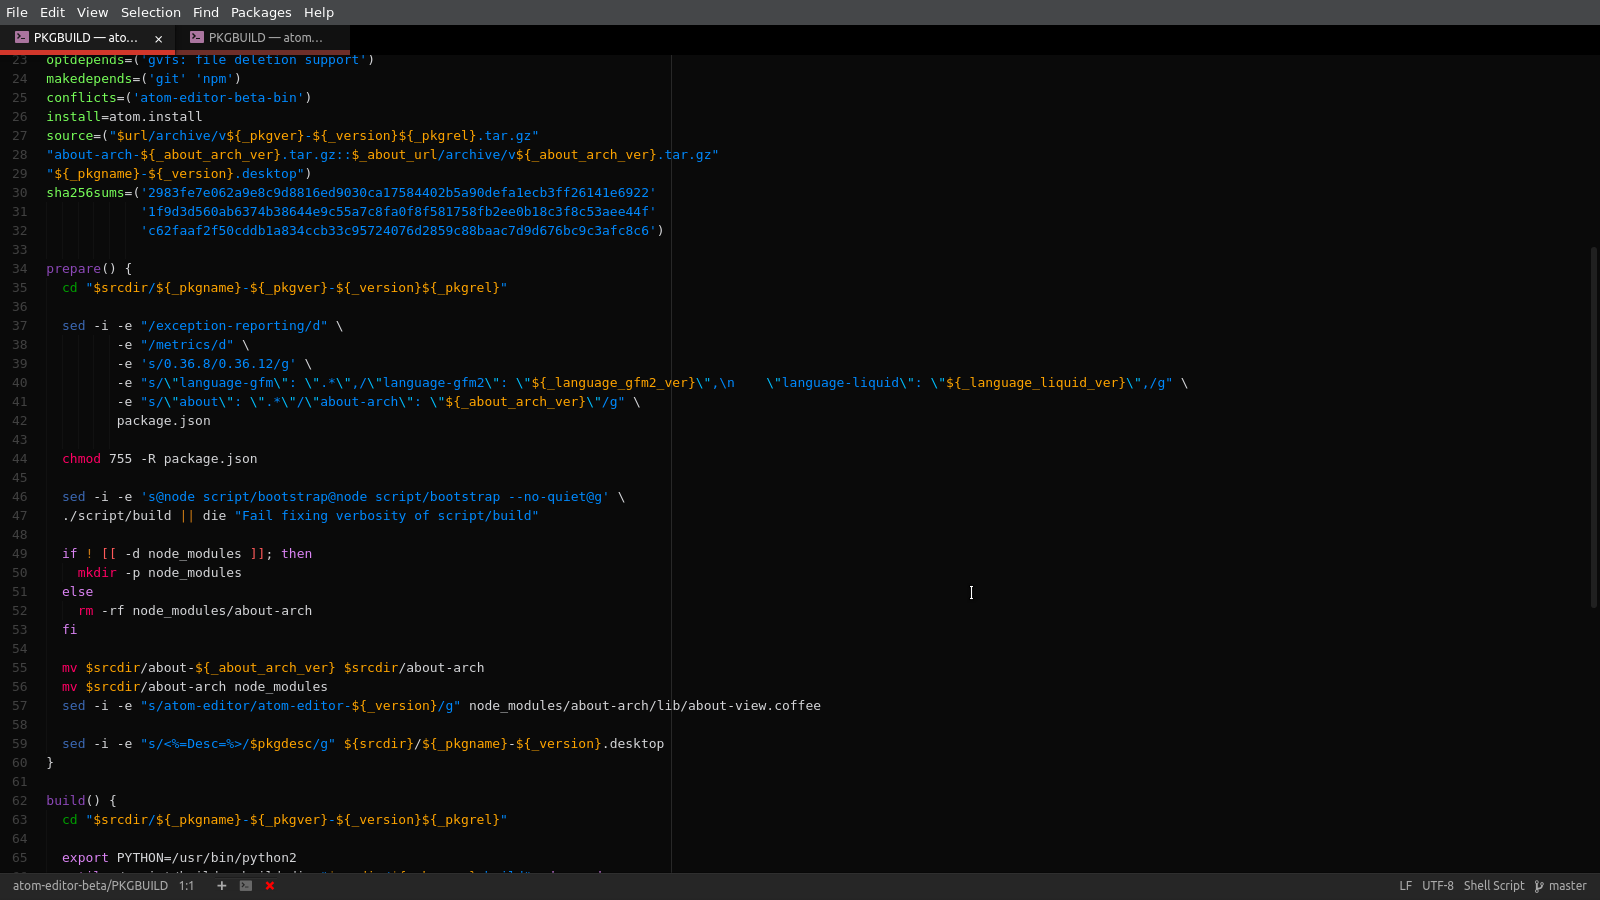 File Edit View Selection Find Packages Help
PKGBUILD — ato... × PKGBUILD — atom...
23 optdepends=('gvfs: file deletion support')
24 makedepends=('git' 'npm')
25 conflicts=('atom-editor-beta-bin')
26 install=atom.install
27 source=("$url/archive/v${_pkgver}-${_version}${_pkgrel}.tar.gz"
28 "about-arch-${_about_arch_ver}.tar.gz::$_about_url/archive/v${_about_arch_ver}.tar.gz"
29 "${_pkgname}-${_version}.desktop")
30 sha256sums=('2983fe7e062a9e8c9d8816ed9030ca17584402b5a90defa1ecb3ff26141e6922'
31             '1f9d3d560ab6374b38644e9c55a7c8fa0f8f581758fb2ee0b18c3f8c53aee44f'
32             'c62faaf2f50cddb1a834ccb33c95724076d2859c88baac7d9d676bc9c3afc8c6')
33
34 prepare() {
35   cd "$srcdir/${_pkgname}-${_pkgver}-${_version}${_pkgrel}"
36
37   sed -i -e "/exception-reporting/d" \
38          -e "/metrics/d" \
39          -e 's/0.36.8/0.36.12/g' \
40          -e "s/\"language-gfm\": \".*\",/\"language-gfm2\": \"${_language_gfm2_ver}\",\n    \"language-liquid\": \"${_language_liquid_ver}\",/g" \
41          -e "s/\"about\": \".*\"/\"about-arch\": \"${_about_arch_ver}\"/g" \
42          package.json
43
44   chmod 755 -R package.json
45
46   sed -i -e 's@node script/bootstrap@node script/bootstrap --no-quiet@g' \
47   ./script/build || die "Fail fixing verbosity of script/build"
48
49   if ! [[ -d node_modules ]]; then
50     mkdir -p node_modules
51   else
52     rm -rf node_modules/about-arch
53   fi
54
55   mv $srcdir/about-${_about_arch_ver} $srcdir/about-arch
56   mv $srcdir/about-arch node_modules
57   sed -i -e "s/atom-editor/atom-editor-${_version}/g" node_modules/about-arch/lib/about-view.coffee
58
59   sed -i -e "s/<%=Desc=%>/$pkgdesc/g" ${srcdir}/${_pkgname}-${_version}.desktop
60 }
61
62 build() {
63   cd "$srcdir/${_pkgname}-${_pkgver}-${_version}${_pkgrel}"
64
65   export PYTHON=/usr/bin/python2
atom-editor-beta/PKGBUILD 1:1 LF UTF-8 Shell Script master